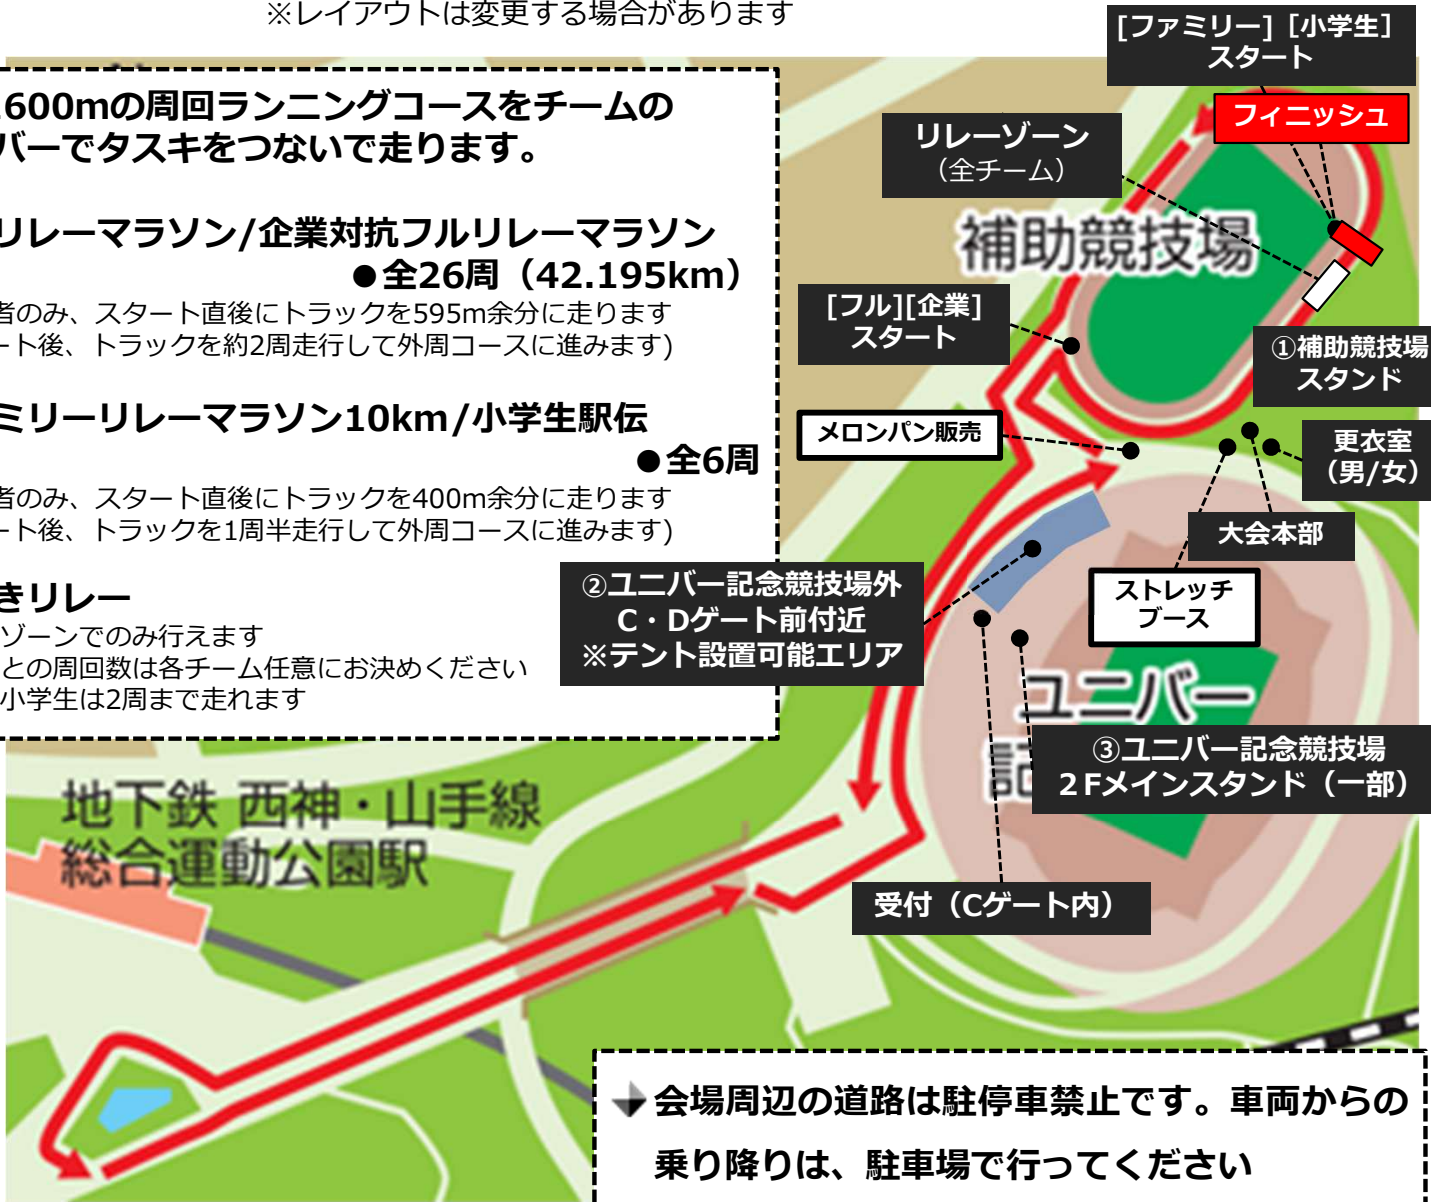 ※レイアウトは変更する場合があります
600mの周回ランニングコースをチームの
バーでタスキをつないで走ります。
リレーマラソン/企業対抗フルリレーマラソン
●全26周（42.195km）
者のみ、スタート直後にトラックを595m余分に走ります
ート後、トラックを約2周走行して外周コースに進みます)
ミリーリレーマラソン10km/小学生駅伝
●全6周
者のみ、スタート直後にトラックを400m余分に走ります
ート後、トラックを1周半走行して外周コースに進みます)
きリレー
ゾーンでのみ行えます
との周回数は各チーム任意にお決めください
小学生は2周まで走れます
[ファミリー] [小学生]
スタート
フィニッシュ
リレーゾーン
（全チーム）
補助競技場
[フル][企業]
スタート
①補助競技場
スタンド
メロンパン販売
更衣室
（男/女）
大会本部
ストレッチ
ブース
②ユニバー記念競技場外
C・Dゲート前付近
※テント設置可能エリア
ユニバー
記
③ユニバー記念競技場
２Fメインスタンド（一部）
受付（Cゲート内）
地下鉄 西神・山手線
総合運動公園駅
会場周辺の道路は駐停車禁止です。車両からの
乗り降りは、駐車場で行ってください